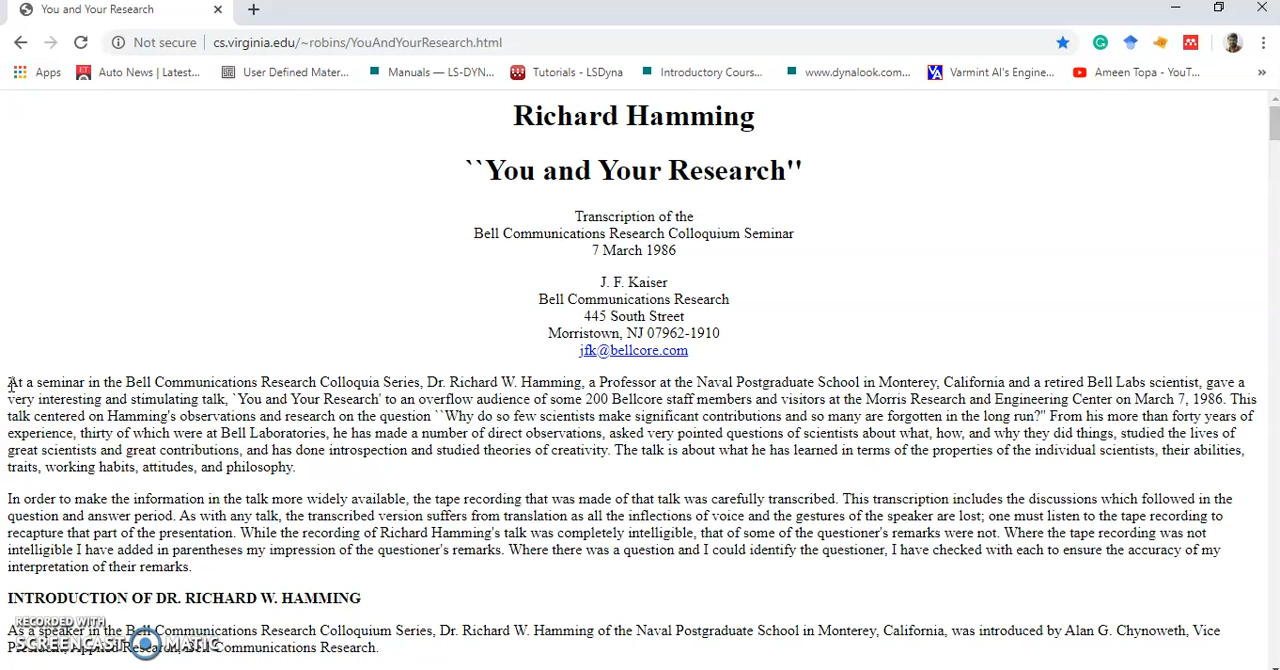 You and Your Research
Not secure cs.virginia.edu/~robins/YouAndYourResearch.html
Apps Auto News | Latest... User Defined Mater... Manuals — LS-DYN... Tutorials - LSDyna Introductory Cours... www.dynalook.com... Varmint Al's Engine... Ameen Topa - YouT... »
Richard Hamming
``You and Your Research''
Transcription of the
Bell Communications Research Colloquium Seminar
7 March 1986
J. F. Kaiser
Bell Communications Research
445 South Street
Morristown, NJ 07962-1910
jfk@bellcore.com
At a seminar in the Bell Communications Research Colloquia Series, Dr. Richard W. Hamming, a Professor at the Naval Postgraduate School in Monterey, California and a retired Bell Labs scientist, gave a
very interesting and stimulating talk, `You and Your Research' to an overflow audience of some 200 Bellcore staff members and visitors at the Morris Research and Engineering Center on March 7, 1986. This
talk centered on Hamming's observations and research on the question ``Why do so few scientists make significant contributions and so many are forgotten in the long run?'' From his more than forty years of
experience, thirty of which were at Bell Laboratories, he has made a number of direct observations, asked very pointed questions of scientists about what, how, and why they did things, studied the lives of
great scientists and great contributions, and has done introspection and studied theories of creativity. The talk is about what he has learned in terms of the properties of the individual scientists, their abilities,
traits, working habits, attitudes, and philosophy.
In order to make the information in the talk more widely available, the tape recording that was made of that talk was carefully transcribed. This transcription includes the discussions which followed in the
question and answer period. As with any talk, the transcribed version suffers from translation as all the inflections of voice and the gestures of the speaker are lost; one must listen to the tape recording to
recapture that part of the presentation. While the recording of Richard Hamming's talk was completely intelligible, that of some of the questioner's remarks were not. Where the tape recording was not
intelligible I have added in parentheses my impression of the questioner's remarks. Where there was a question and I could identify the questioner, I have checked with each to ensure the accuracy of my
interpretation of their remarks.
INTRODUCTION OF DR. RICHARD W. HAMMING
As a speaker in the Bell Communications Research Colloquium Series, Dr. Richard W. Hamming of the Naval Postgraduate School in Monterey, California, was introduced by Alan G. Chynoweth, Vice
President, Applied Research, Bell Communications Research.
RECORDED WITH
SCREENCAST MATIC